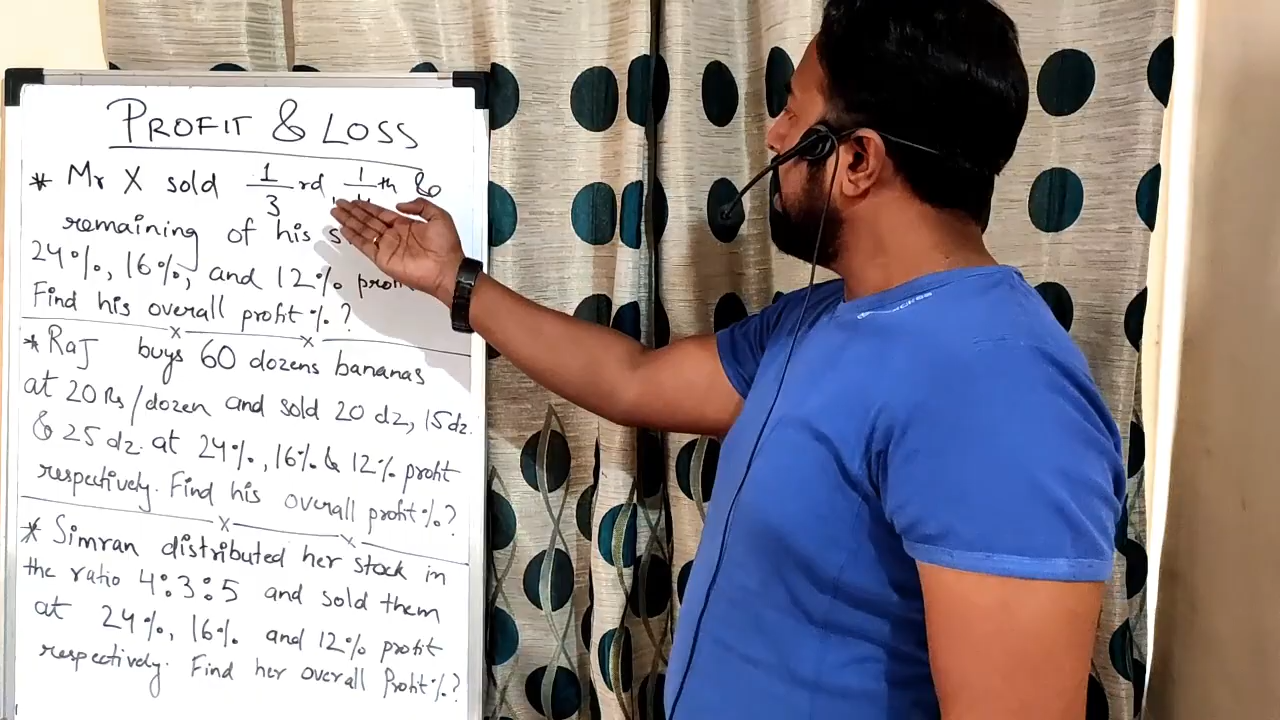 PROFIT & LOSS
* Mr X sold 1/3 rd 1/ th &
remaining of his
24%, 16%, and 12%
Find his overall profit %.?
* Raj buys 60 dozens bananas
at 20 Rs/dozen and sold 20 dz, 15 dz.
& 25 dz. at 24%, 16% & 12% profit
respectively. Find his overall profit %.?
* Simran distributed her stock in
the ratio 4:3:5 and sold them
at 24%, 16% and 12% profit
respectively. Find her overall Profit %.?